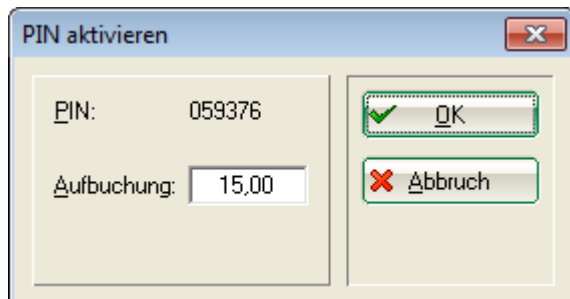 PIN aktivieren
PIN: 059376
OK
Aufbuchung: 15,00
Abbruch